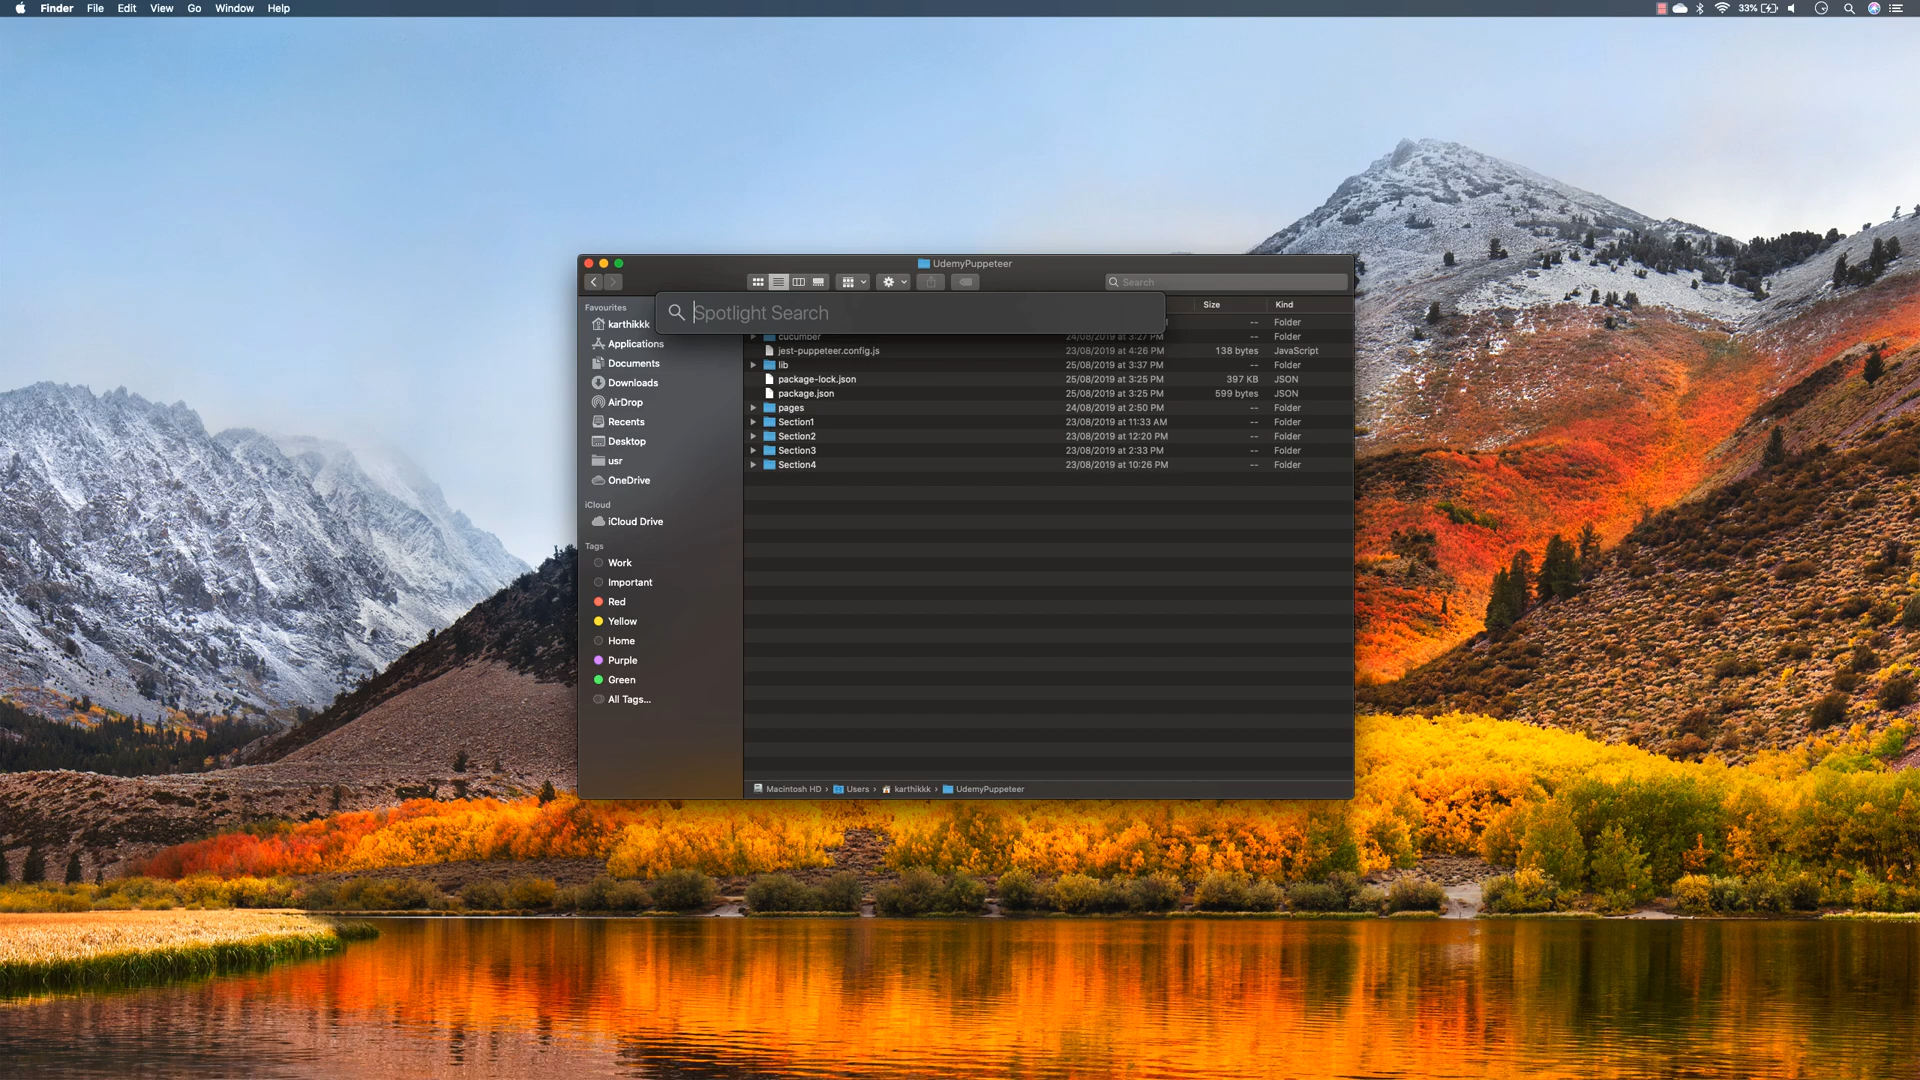 Finder File Edit View Go Window Help 33%
UdemyPuppeteer
Search
Favourites
karthikkk
Applications
Documents
Downloads
AirDrop
Recents
Desktop
usr
OneDrive
iCloud
iCloud Drive
Tags
Work
Important
Red
Yellow
Home
Purple
Green
All Tags...
Spotlight Search
Size Kind
-- Folder
cucumber 24/08/2019 at 3:27 PM -- Folder
jest-puppeteer.config.js 23/08/2019 at 4:26 PM 138 bytes JavaScript
lib 25/08/2019 at 3:37 PM -- Folder
package-lock.json 25/08/2019 at 3:25 PM 397 KB JSON
package.json 25/08/2019 at 3:25 PM 599 bytes JSON
pages 24/08/2019 at 2:50 PM -- Folder
Section1 23/08/2019 at 11:33 AM -- Folder
Section2 23/08/2019 at 12:20 PM -- Folder
Section3 23/08/2019 at 2:33 PM -- Folder
Section4 23/08/2019 at 10:26 PM -- Folder
Macintosh HD › Users › karthikkk › UdemyPuppeteer